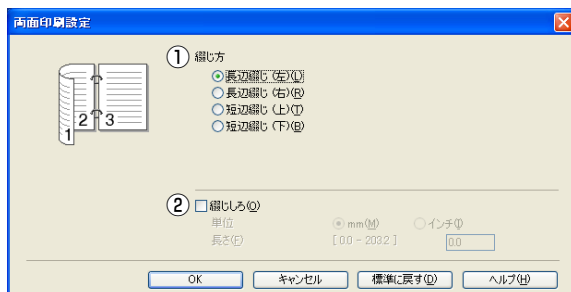 両面印刷設定
1 2 3
① 綴じ方
長辺綴じ (左)(L)
長辺綴じ (右)(R)
短辺綴じ (上)(T)
短辺綴じ (下)(B)
② 綴じしろ(O)
単位 mm(M) インチ(I)
長さ(F) [ 0.0 - 203.2 ] 0.0
OK キャンセル 標準に戻す(D) ヘルプ(H)